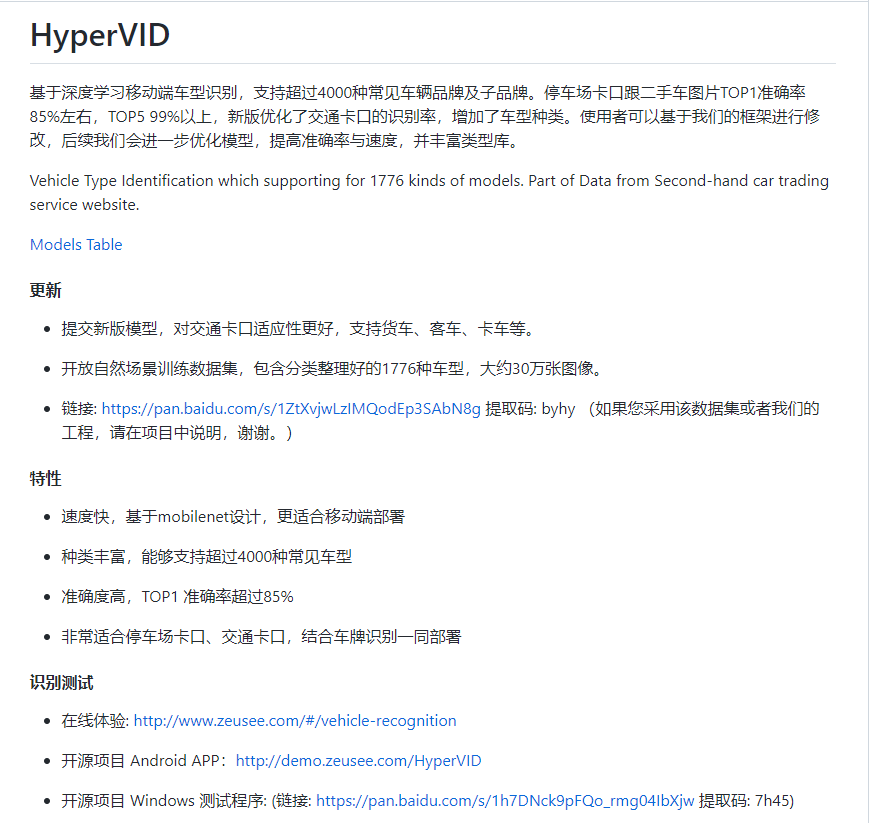 HyperVID
基于深度学习移动端车型识别，支持超过4000种常见车辆品牌及子品牌。停车场卡口跟二手车图片TOP1准确率
85%左右，TOP5 99%以上，新版优化了交通卡口的识别率，增加了车型种类。使用者可以基于我们的框架进行修
改，后续我们会进一步优化模型，提高准确率与速度，并丰富类型库。
Vehicle Type Identification which supporting for 1776 kinds of models. Part of Data from Second-hand car trading
service website.
Models Table
更新
• 提交新版模型，对交通卡口适应性更好，支持货车、客车、卡车等。
• 开放自然场景训练数据集，包含分类整理好的1776种车型，大约30万张图像。
• 链接: https://pan.baidu.com/s/1ZtXvjwLzIMQodEp3SAbN8g 提取码: byhy （如果您采用该数据集或者我们的
工程，请在项目中说明，谢谢。）
特性
• 速度快，基于mobilenet设计，更适合移动端部署
• 种类丰富，能够支持超过4000种常见车型
• 准确度高，TOP1 准确率超过85%
• 非常适合停车场卡口、交通卡口，结合车牌识别一同部署
识别测试
• 在线体验: http://www.zeusee.com/#/vehicle-recognition
• 开源项目 Android APP：http://demo.zeusee.com/HyperVID
• 开源项目 Windows 测试程序: (链接: https://pan.baidu.com/s/1h7DNck9pFQo_rmg04IbXjw 提取码: 7h45)